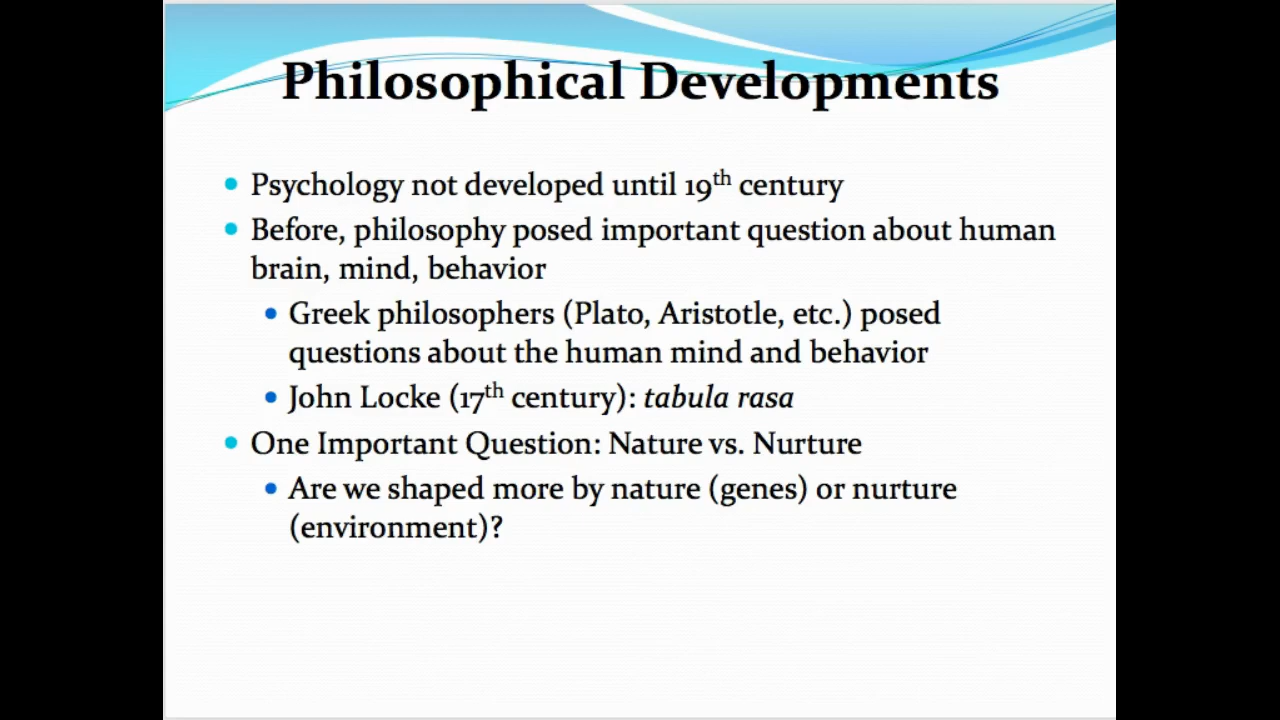 Philosophical Developments
• Psychology not developed until 19th century
• Before, philosophy posed important question about human
brain, mind, behavior
• Greek philosophers (Plato, Aristotle, etc.) posed
questions about the human mind and behavior
• John Locke (17th century): tabula rasa
• One Important Question: Nature vs. Nurture
• Are we shaped more by nature (genes) or nurture
(environment)?